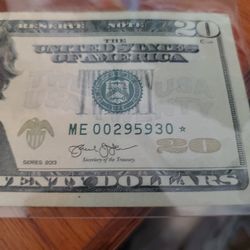 RESERVE NOTE
20
THE
UNITED STATES
OF AMERICA
ME 00295930 *
SERIES 2013
Secretary of the Treasury.
20
TWENTY DOLLARS